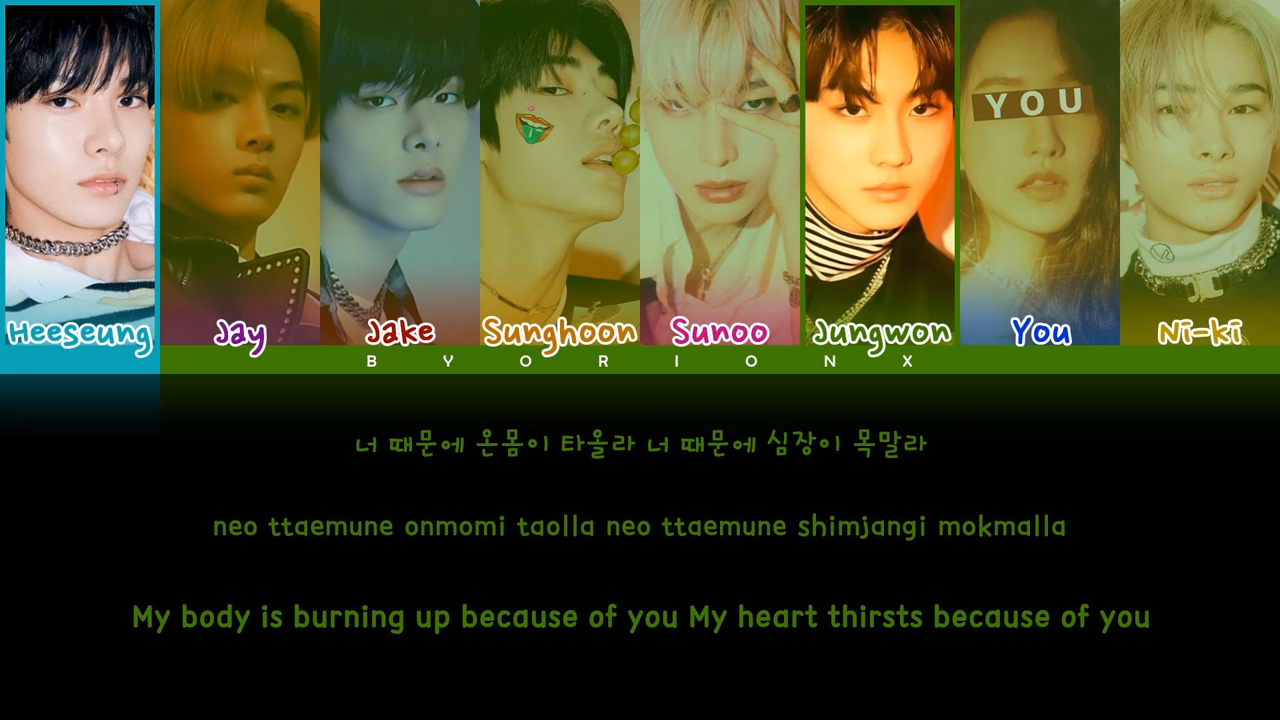 YOU
Heeseung Jay Jake Sunghoon Sunoo Jungwon You Ni-ki
BYORIONX
너 때문에 온몸이 타올라 너 때문에 심장이 목말라
neo ttaemune onmomi taolla neo ttaemune shimjangi mokmalla
My body is burning up because of you My heart thirsts because of you